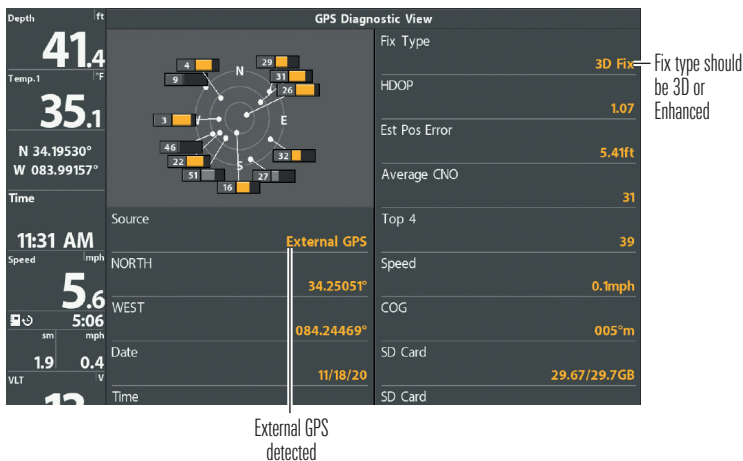 GPS Diagnostic View
Depth ft
41.4
Temp.1 °F
35.1
N 34.19530°
W 083.99157°
Time
11:31 AM
Speed mph
5.6
5:06
sm mph
1.9 0.4
VLT V
N
E
S
4
9
29
31
26
3
46
22
51
16
27
32
Source
External GPS
NORTH
34.25051°
WEST
084.24469°
Date
11/18/20
Time
Fix Type
3D Fix
HDOP
1.07
Est Pos Error
5.41ft
Average CNO
31
Top 4
39
Speed
0.1mph
COG
005°m
SD Card
29.67/29.7GB
SD Card
Fix type should
be 3D or
Enhanced
External GPS
detected